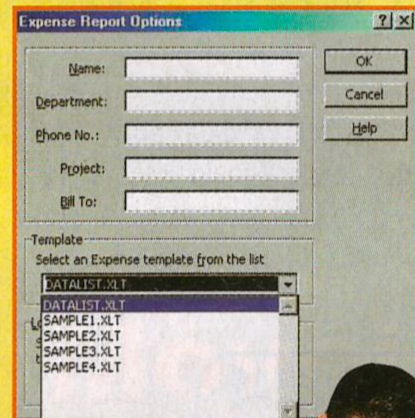 Expense Report Options
Name:
OK
Department:
Cancel
Phone No.:
Help
Project:
Bill To:
Template
Select an Expense template from the list
DATALIST.XLT
DATALIST.XLT
SAMPLE1.XLT
SAMPLE2.XLT
SAMPLE3.XLT
SAMPLE4.XLT